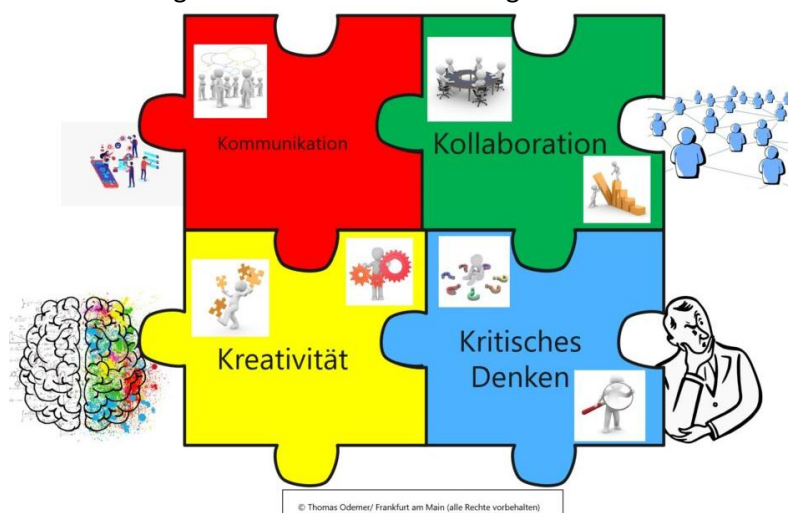 Kommunikation
Kollaboration
Kreativität
Kritisches
Denken
© Thomas Odemer/ Frankfurt am Main (alle Rechte vorbehalten)